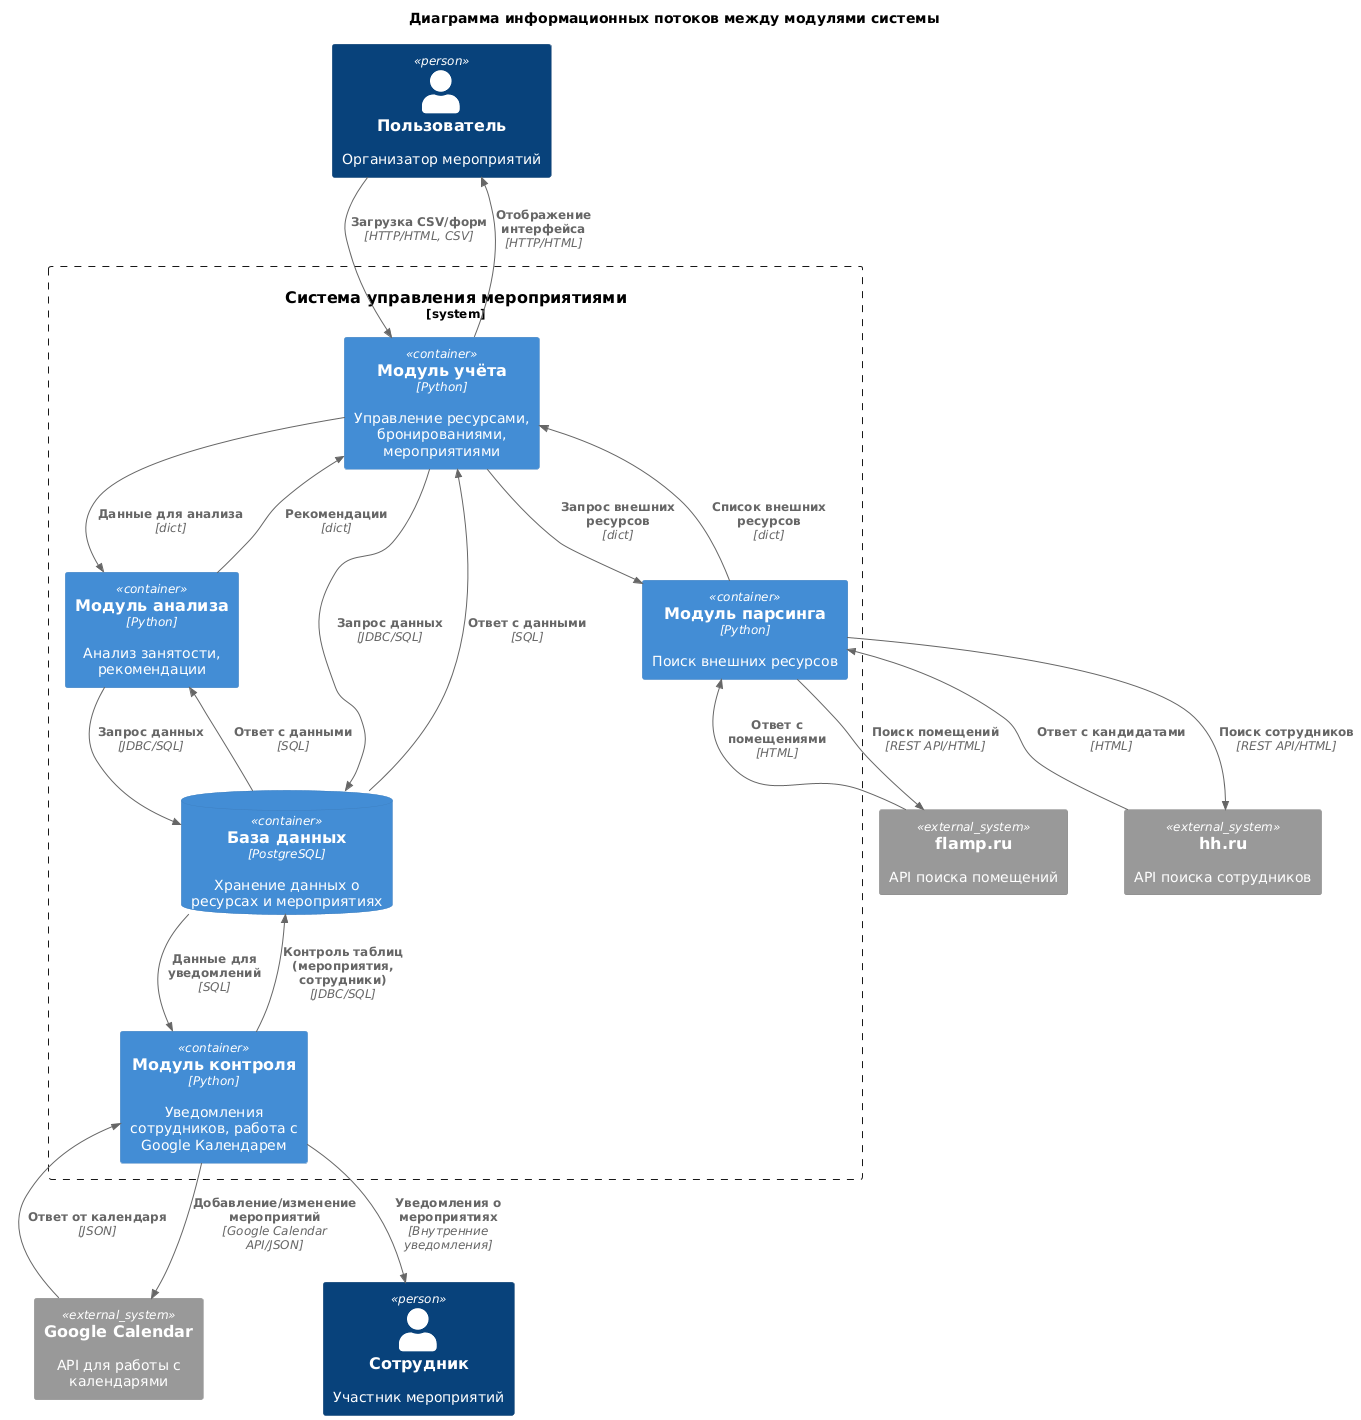 Диаграмма информационных потоков между модулями системы
«person»
Пользователь
Организатор мероприятий
Загрузка CSV/форм
[HTTP/HTML, CSV]
Отображение
интерфейса
[HTTP/HTML]
Система управления мероприятиями
[system]
«container»
Модуль учёта
[Python]
Управление ресурсами,
бронированиями,
мероприятиями
Данные для анализа
[dict]
Рекомендации
[dict]
Запрос внешних
ресурсов
[dict]
Список внешних
ресурсов
[dict]
«container»
Модуль анализа
[Python]
Анализ занятости,
рекомендации
Запрос данных
[JDBC/SQL]
Ответ с данными
[SQL]
«container»
Модуль парсинга
[Python]
Поиск внешних ресурсов
Запрос данных
[JDBC/SQL]
Ответ с данными
[SQL]
Ответ с
помещениями
[HTML]
Поиск помещений
[REST API/HTML]
Ответ с кандидатами
[HTML]
Поиск сотрудников
[REST API/HTML]
«container»
База данных
[PostgreSQL]
Хранение данных о
ресурсах и мероприятиях
«external_system»
flamp.ru
API поиска помещений
«external_system»
hh.ru
API поиска сотрудников
Данные для
уведомлений
[SQL]
Контроль таблиц
(мероприятия,
сотрудники)
[JDBC/SQL]
«container»
Модуль контроля
[Python]
Уведомления
сотрудников, работа с
Google Календарем
Ответ от календаря
[JSON]
Добавление/изменение
мероприятий
[Google Calendar
API/JSON]
Уведомления о
мероприятиях
[Внутренние
уведомления]
«external_system»
Google Calendar
API для работы с
календарями
«person»
Сотрудник
Участник мероприятий